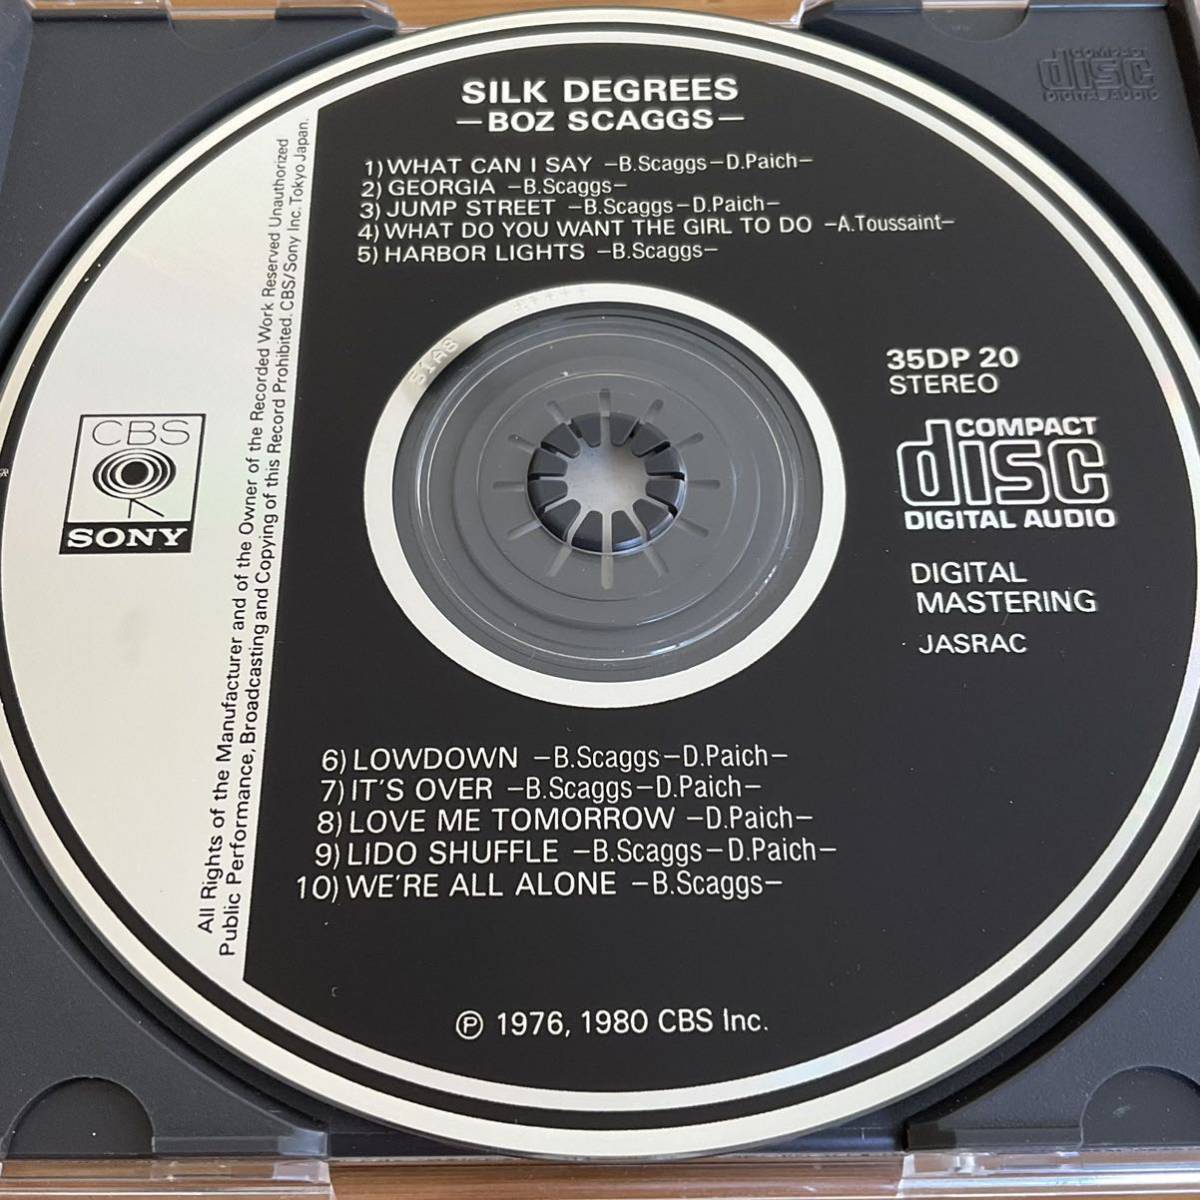 SILK DEGREES
—BOZ SCAGGS—
1) WHAT CAN I SAY —B.Scaggs—D.Paich—
2) GEORGIA —B.Scaggs—
3) JUMP STREET —B.Scaggs—D.Paich—
4) WHAT DO YOU WANT THE GIRL TO DO —A.Toussaint—
5) HARBOR LIGHTS —B.Scaggs—
COMPACT
disc
DIGITAL AUDIO
All Rights of the Manufacturer and of the Owner of the Recorded Work Reserved Unauthorized
Public Performance, Broadcasting and Copying of this Record Prohibited. CBS/Sony Inc. Tokyo Japan.
CBS
SONY
35DP 20
STEREO
COMPACT
disc
DIGITAL AUDIO
DIGITAL
MASTERING
JASRAC
6) LOWDOWN —B.Scaggs—D.Paich—
7) IT'S OVER —B.Scaggs—D.Paich—
8) LOVE ME TOMORROW —D.Paich—
9) LIDO SHUFFLE —B.Scaggs—D.Paich—
10) WE'RE ALL ALONE —B.Scaggs—
Ⓟ 1976, 1980 CBS Inc.